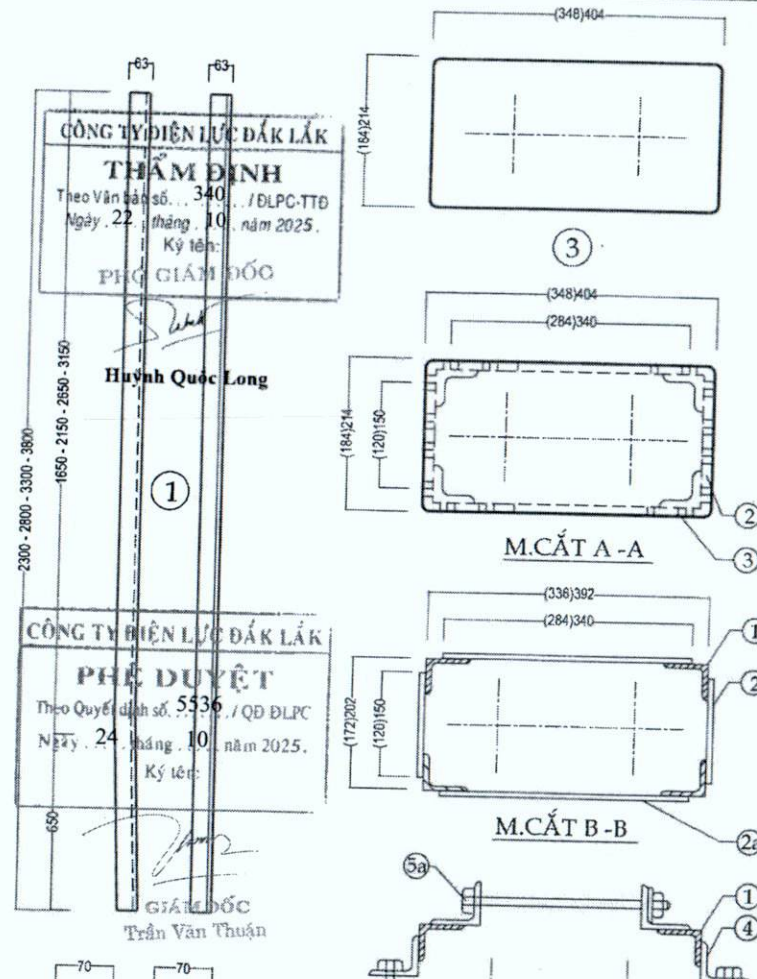 63
63
2300 - 2800 - 3300 - 3800
1650 - 2150 - 2650 - 3150
650
CÔNG TY ĐIỆN LỰC ĐẮK LẮK
THẨM ĐỊNH
Theo Văn bản số....340..../ ĐLPC-TTĐ
Ngày .22. tháng .10. năm 2025.
Ký tên:
PHÓ GIÁM ĐỐC
Huỳnh Quốc Long
1
CÔNG TY ĐIỆN LỰC ĐẮK LẮK
PHÊ DUYỆT
Theo Quyết định số....5536./ QĐ ĐLPC
Ngày ...24. tháng .10. năm 2025.
Ký tên:
GIÁM ĐỐC
Trần Văn Thuận
70
70
(348)404
(184)214
3
(348)404
(284)340
(184)214
(120)150
2
3
M.CẮT A -A
(336)392
(284)340
(172)202
(120)150
1
2
2a
M.CẮT B -B
5a
1
4